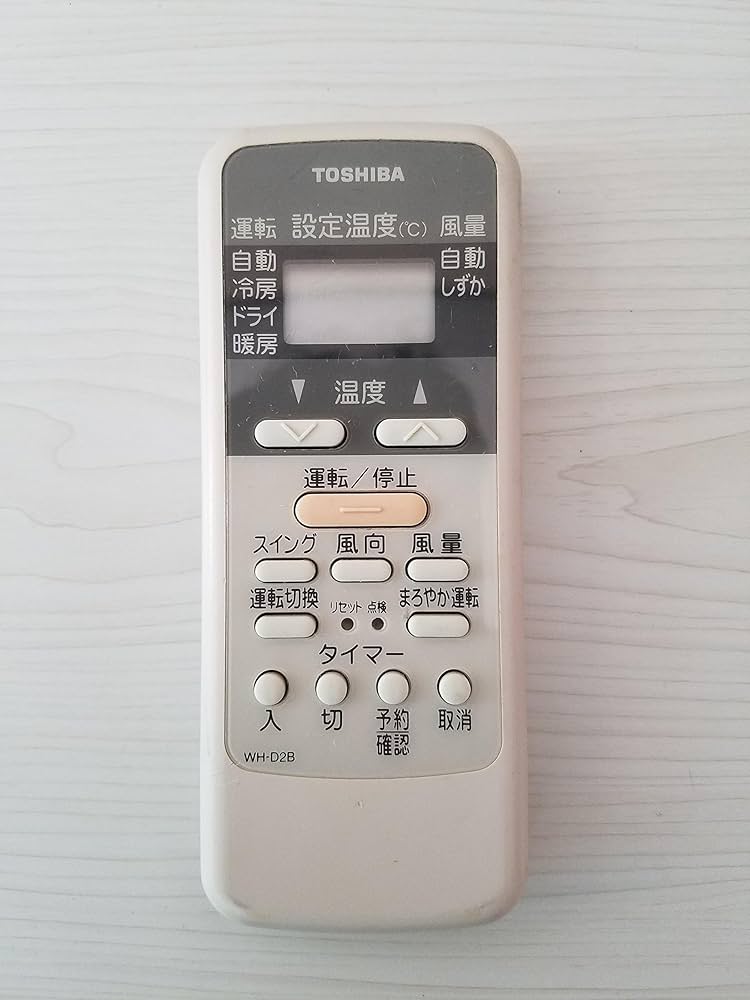 TOSHIBA
運転 設定温度(℃) 風量
自動 自動
冷房 しずか
ドライ
暖房
▼ 温度 ▲
運転／停止
スイング 風向 風量
運転切換 リセット 点検 まろやか運転
タイマー
入 切 予約 取消
確認
WH-D2B